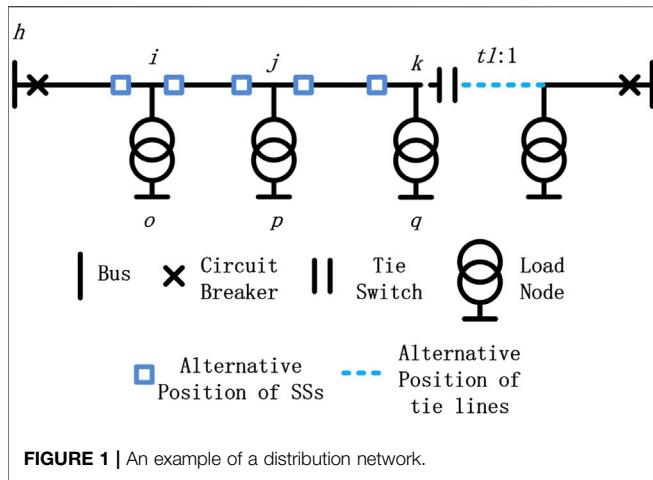 h
i
j
k
t1:1
o
p
q
Bus
Circuit
Breaker
Tie
Switch
Load
Node
Alternative
Position of SSs
Alternative
Position of
tie lines
FIGURE 1 | An example of a distribution network.